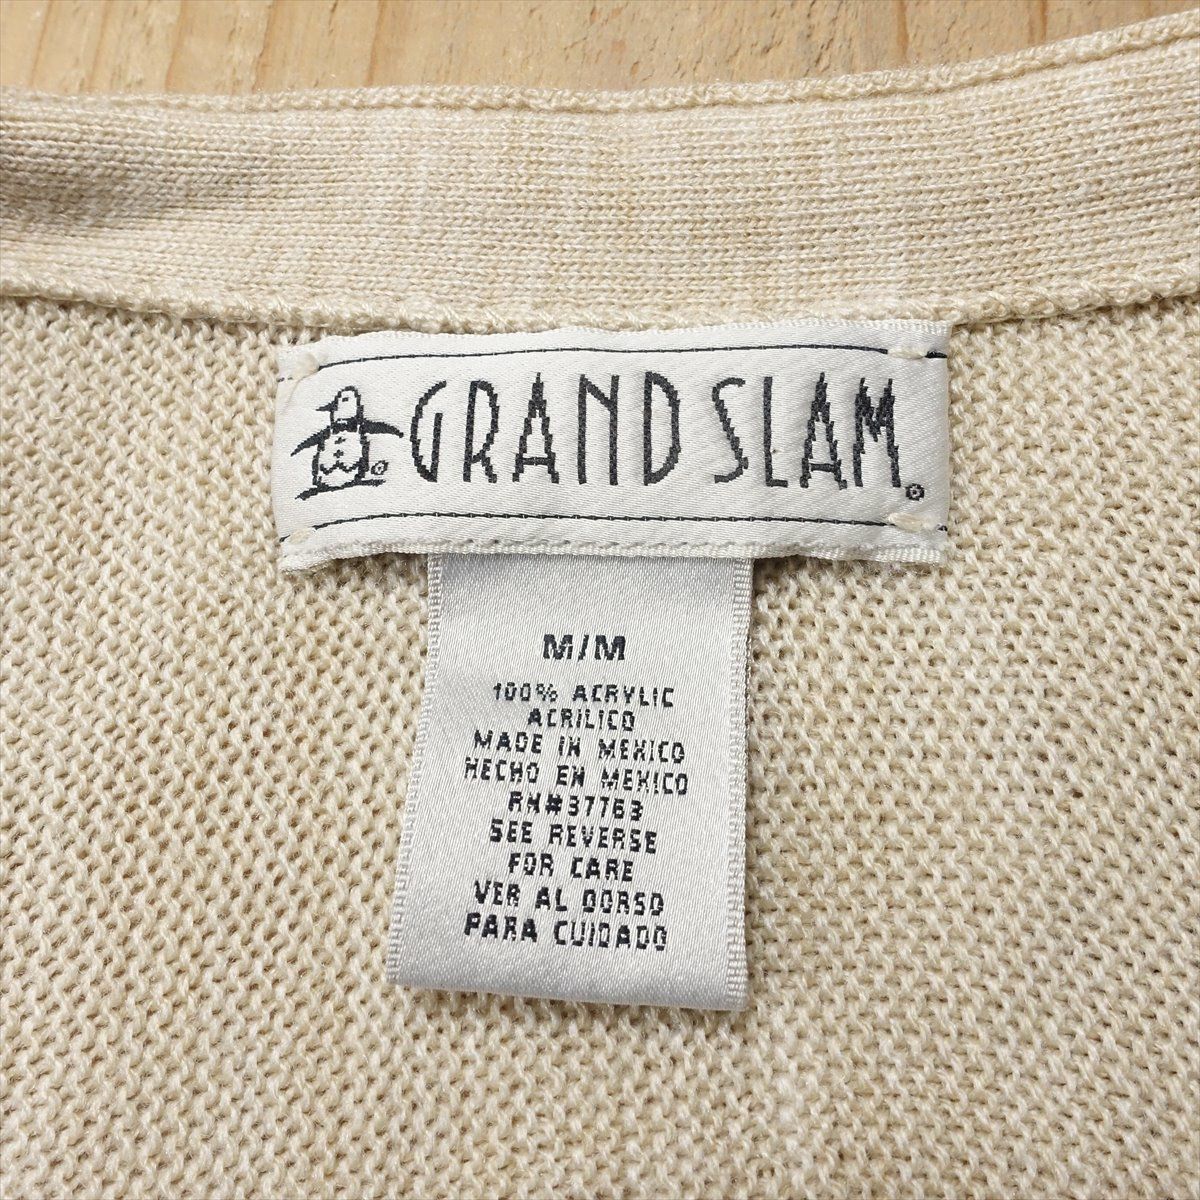 GRAND SLAM®
M/M
100% ACRYLIC
ACRILICO
MADE IN MEXICO
HECHO EN MEXICO
RN#37763
SEE REVERSE
FOR CARE
VER AL DORSO
PARA CUIDADO